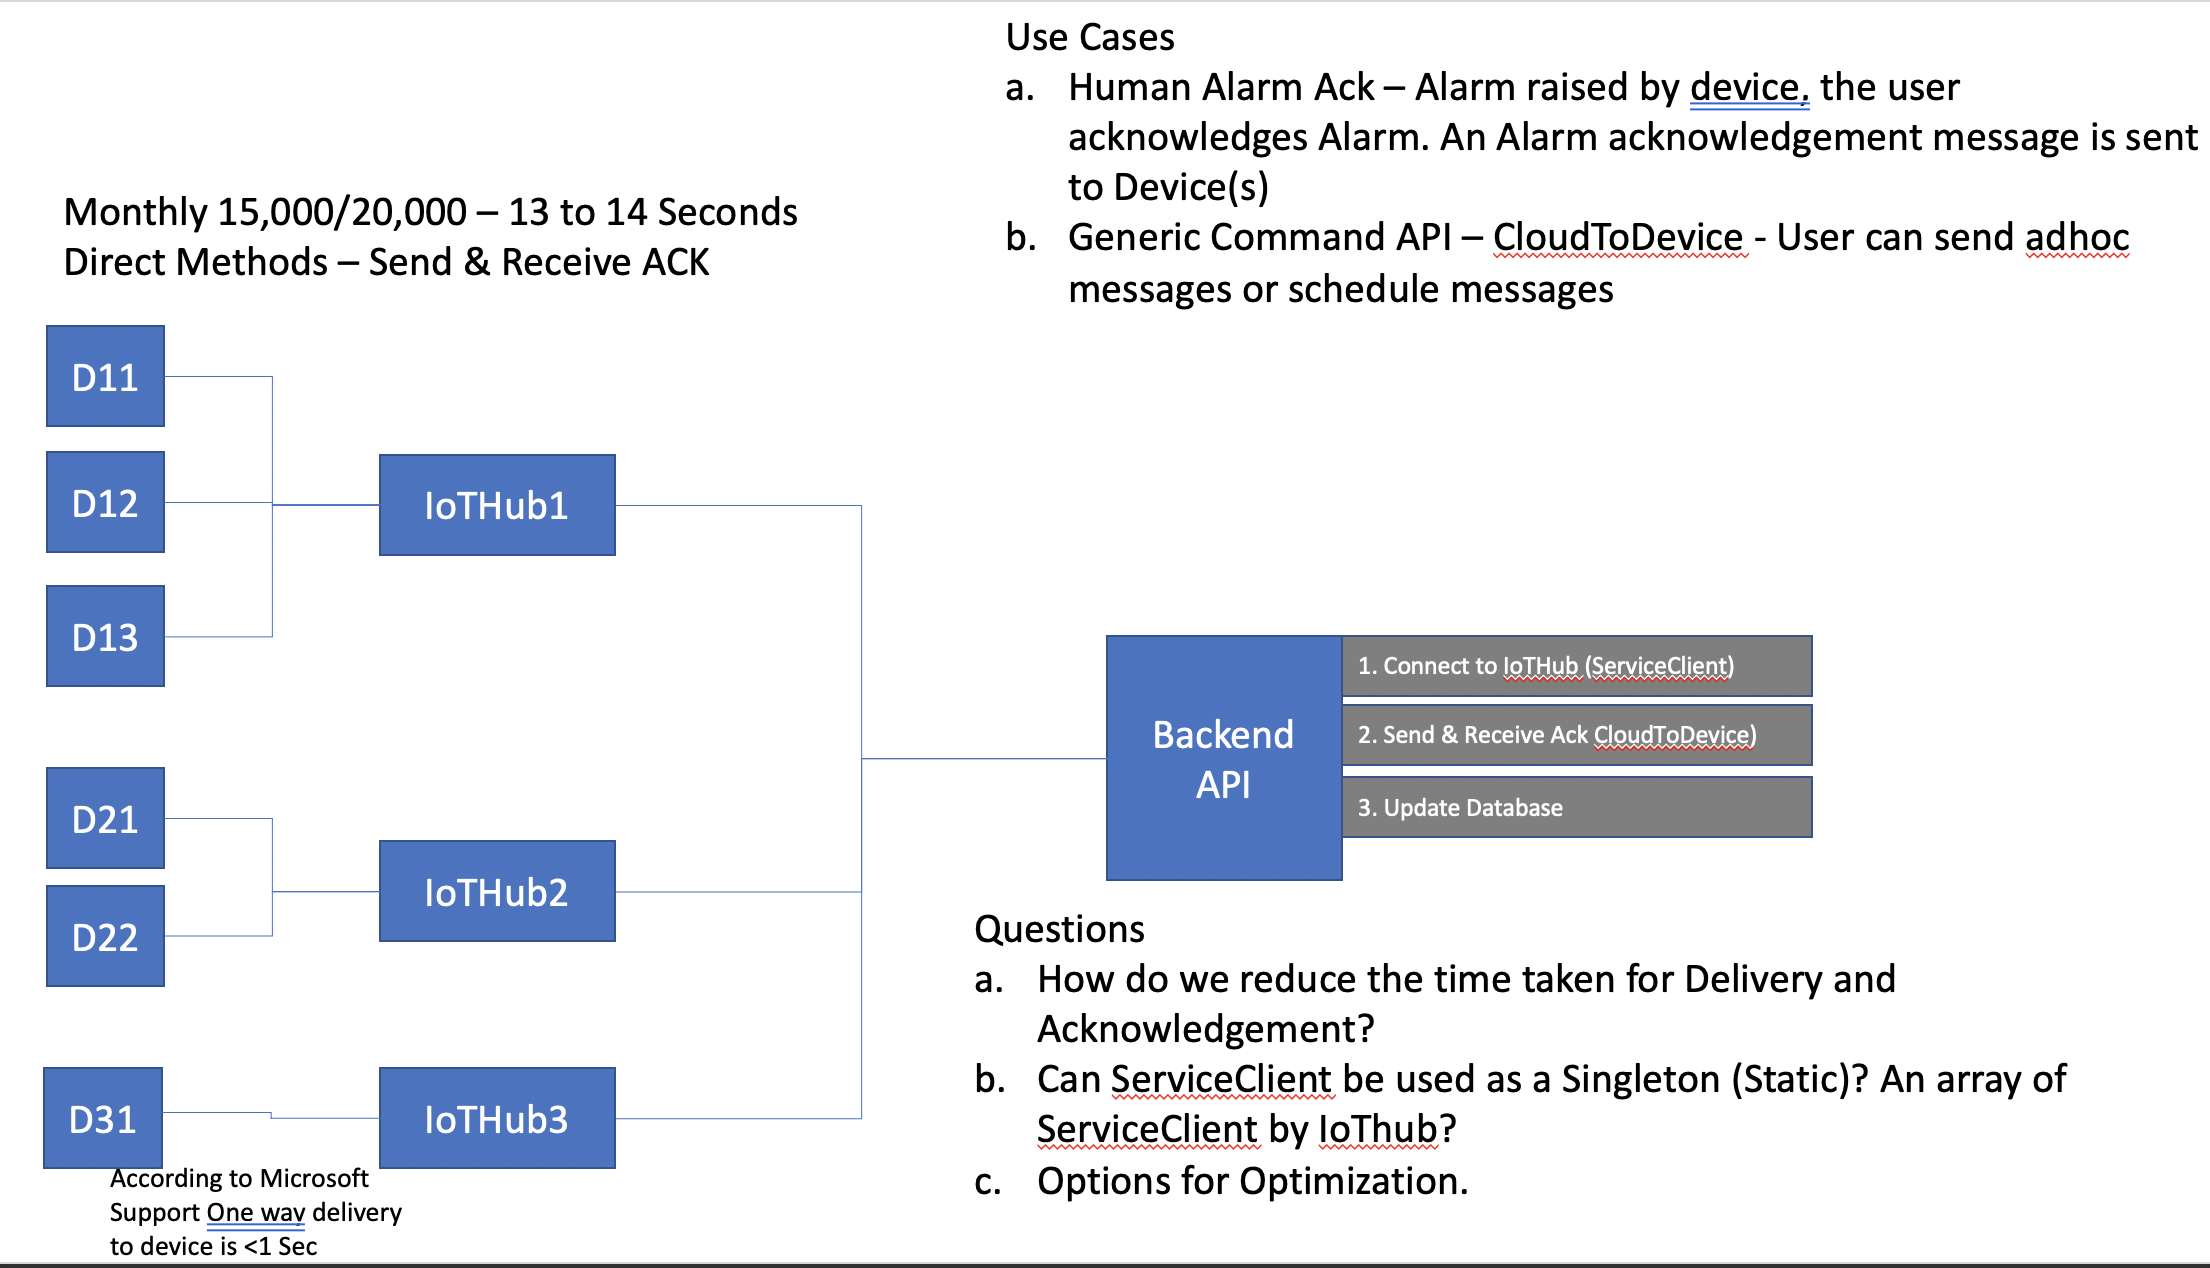 Use Cases
a. Human Alarm Ack – Alarm raised by device, the user
acknowledges Alarm. An Alarm acknowledgement message is sent
to Device(s)
b. Generic Command API – CloudToDevice - User can send adhoc
messages or schedule messages
Monthly 15,000/20,000 – 13 to 14 Seconds
Direct Methods – Send & Receive ACK
D11
D12
D13
IoTHub1
D21
D22
IoTHub2
D31
IoTHub3
According to Microsoft
Support One way delivery
to device is <1 Sec
Backend
API
1. Connect to IoTHub (ServiceClient)
2. Send & Receive Ack CloudToDevice)
3. Update Database
Questions
a. How do we reduce the time taken for Delivery and
Acknowledgement?
b. Can ServiceClient be used as a Singleton (Static)? An array of
ServiceClient by IoThub?
c. Options for Optimization.